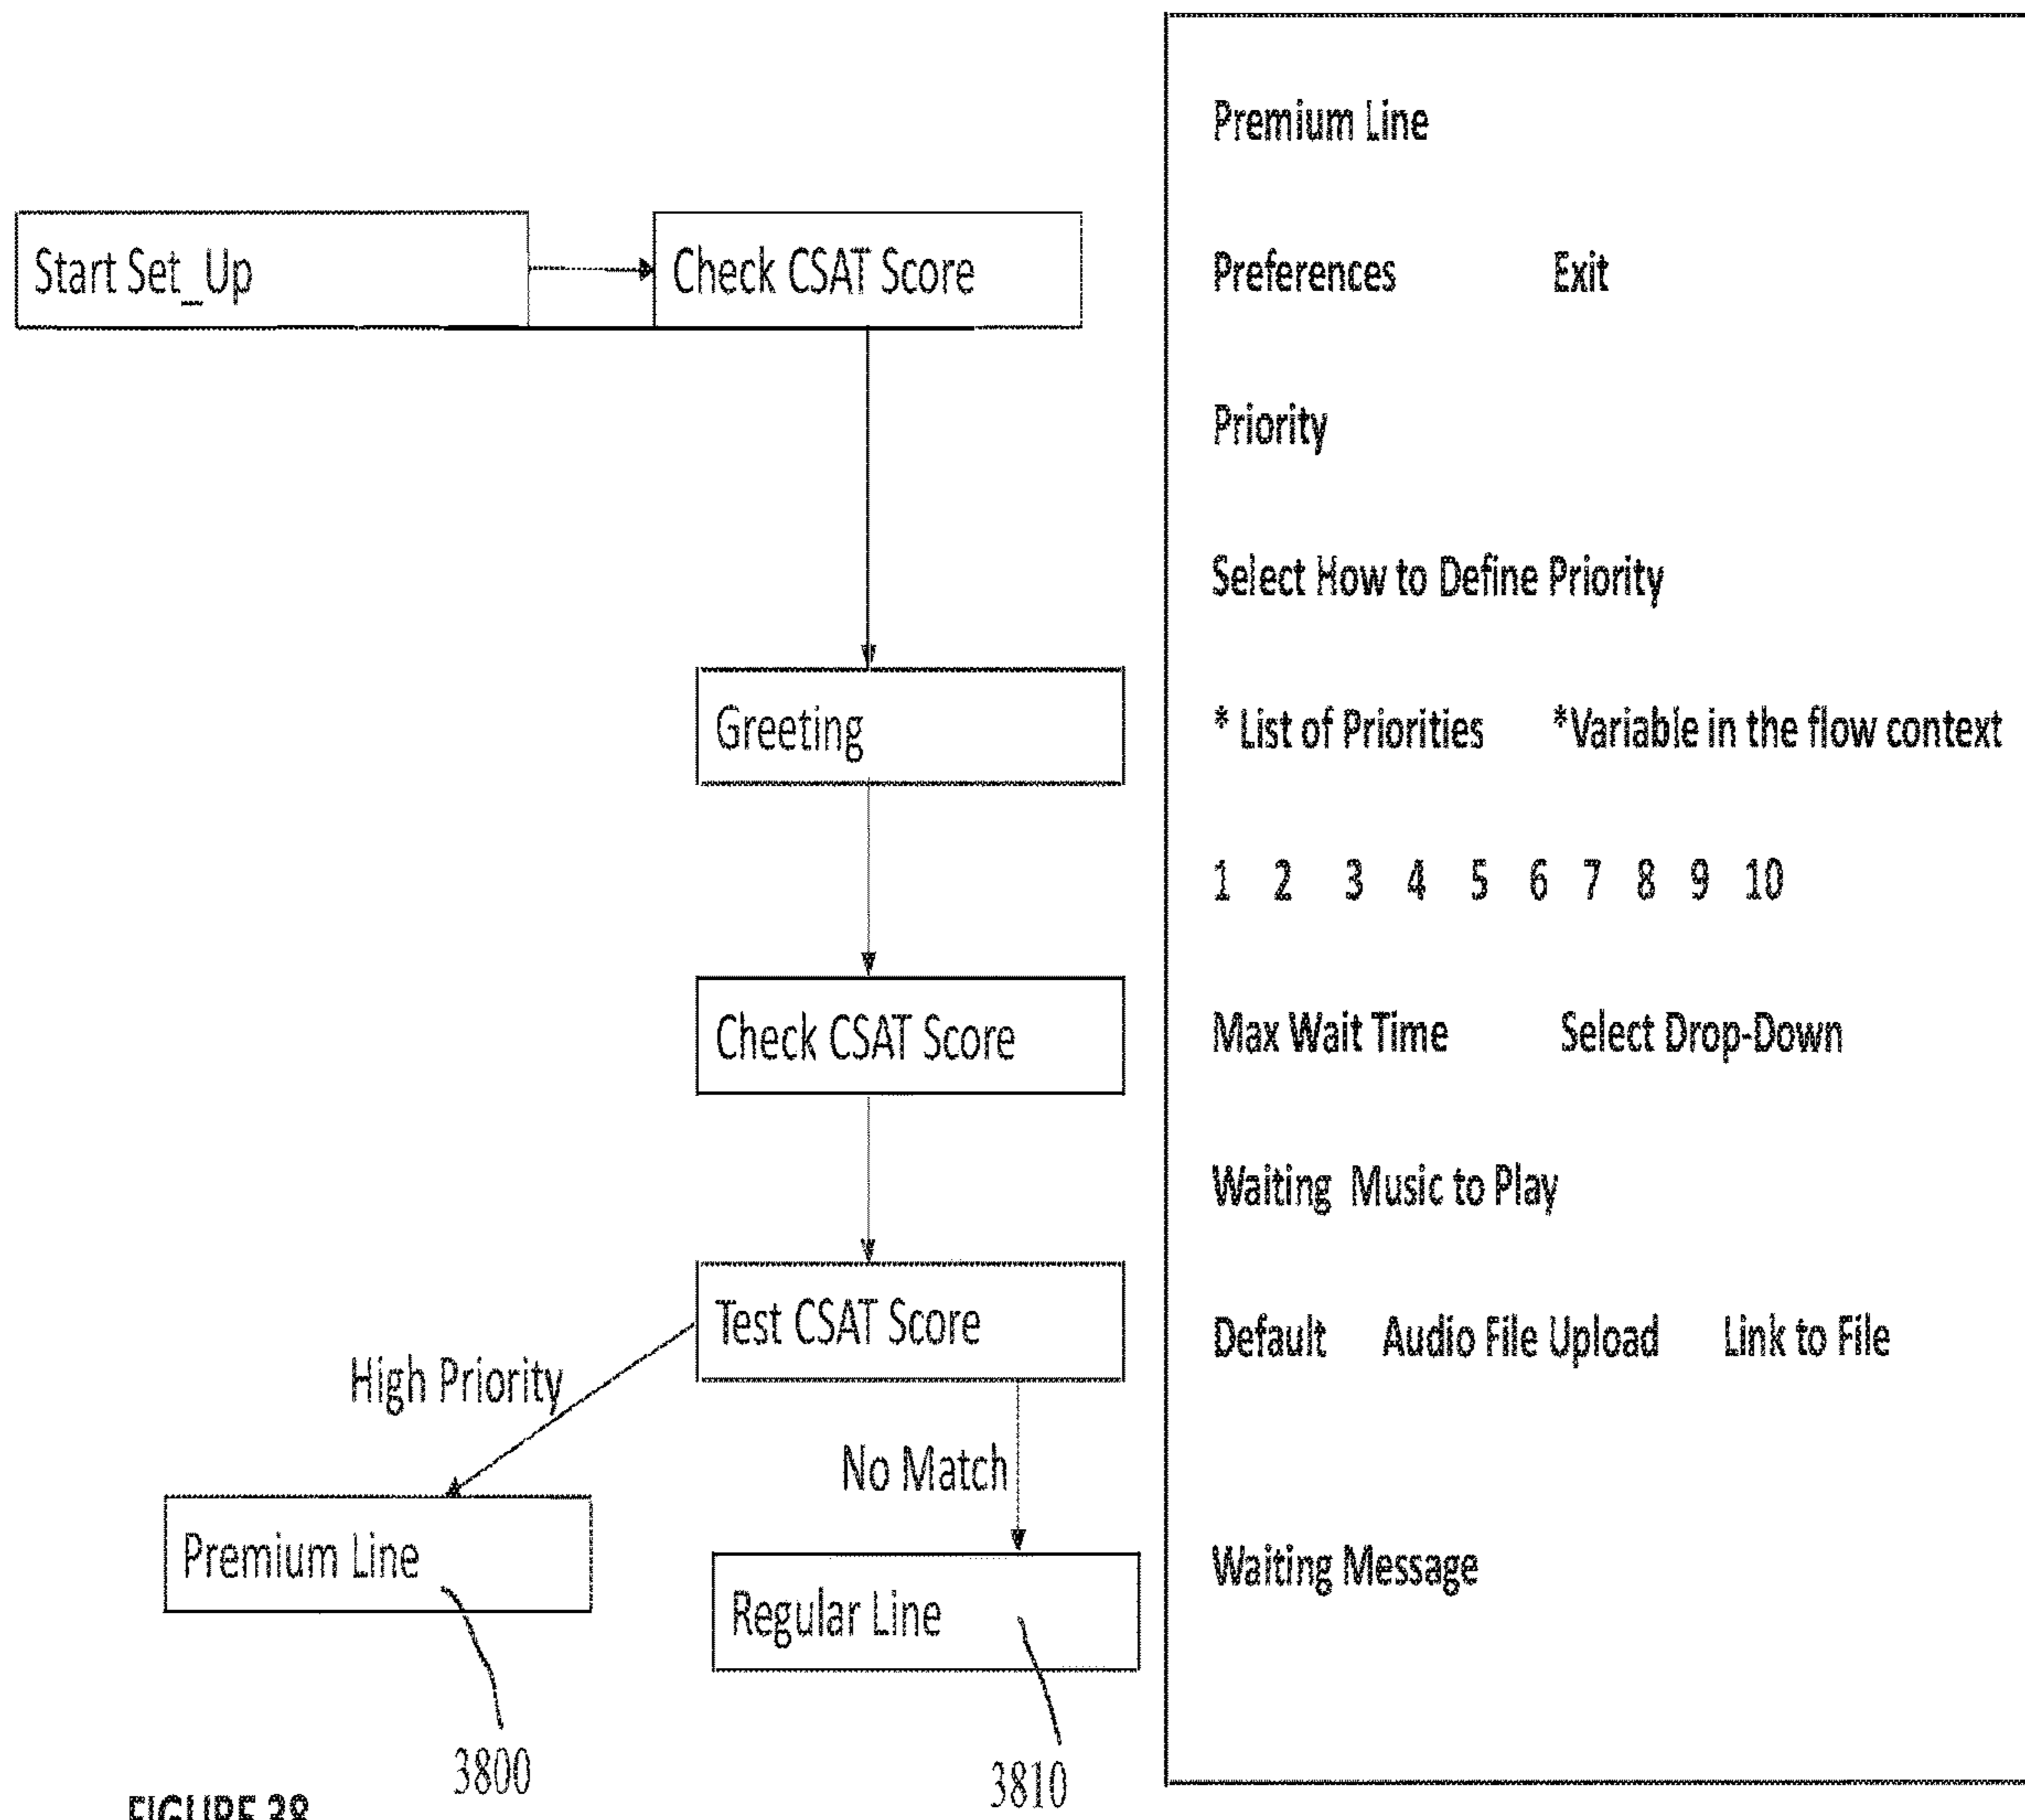 Start Set_Up
Check CSAT Score
Greeting
Check CSAT Score
Test CSAT Score
High Priority
No Match
Premium Line
Regular Line
3800
3810
FIGURE 38
Premium Line
Preferences Exit
Priority
Select How to Define Priority
* List of Priorities *Variable in the flow context
1 2 3 4 5 6 7 8 9 10
Max Wait Time Select Drop-Down
Waiting Music to Play
Default Audio File Upload Link to File
Waiting Message